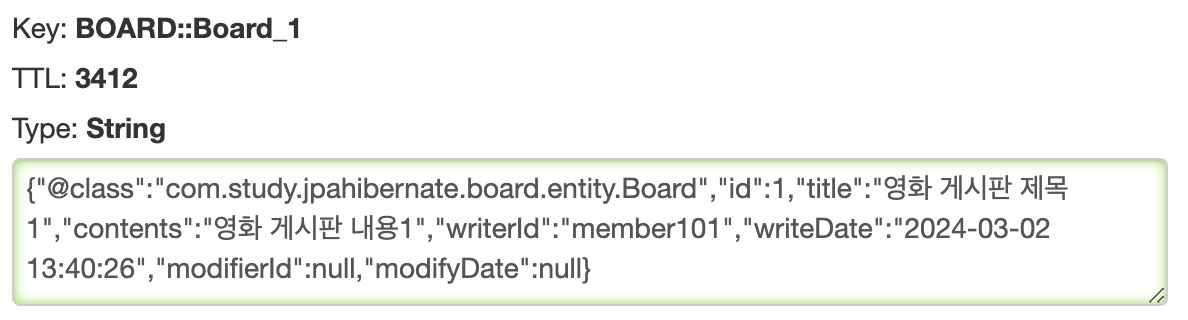 Key: BOARD::Board_1
TTL: 3412
Type: String
{"@class":"com.study.jpahibernate.board.entity.Board","id":1,"title":"영화 게시판 제목
1","contents":"영화 게시판 내용1","writerId":"member101","writeDate":"2024-03-02
13:40:26","modifierId":null,"modifyDate":null}